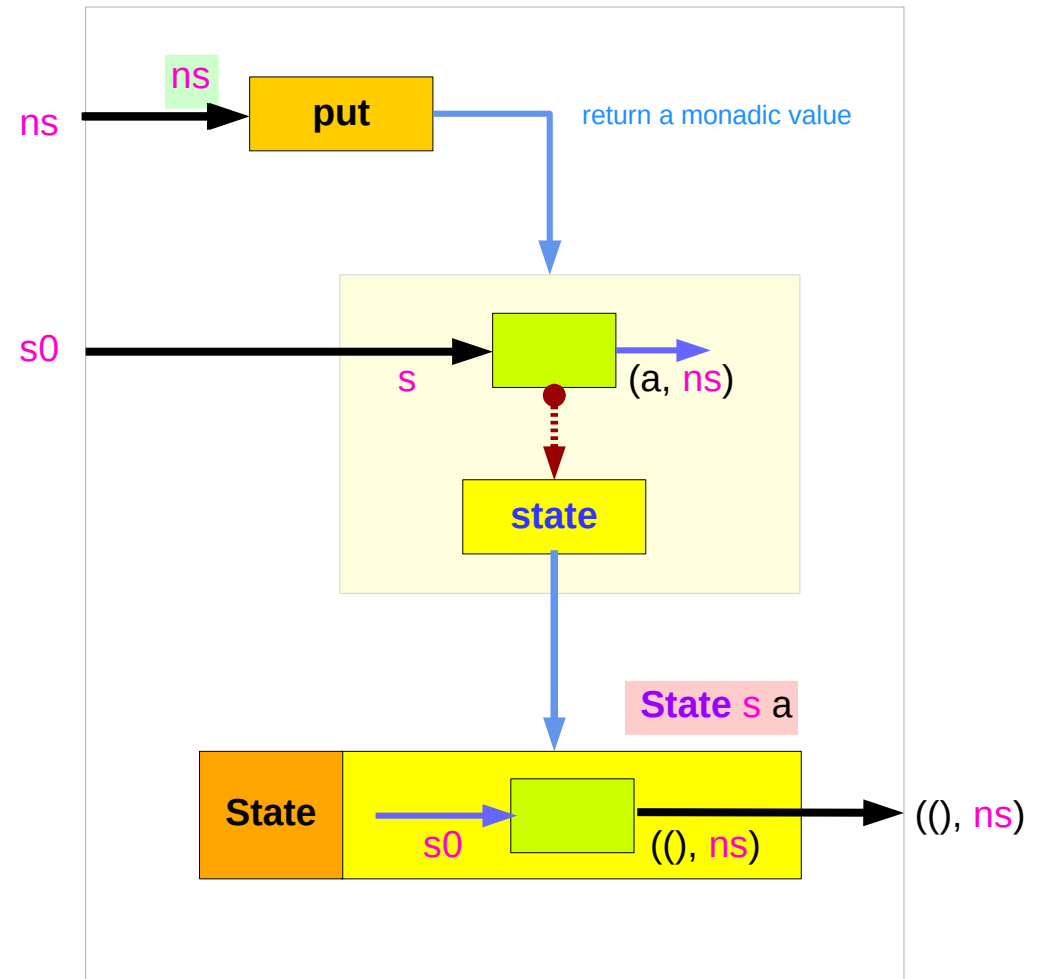 ns
ns
put
return a monadic value
s0
s
(a, ns)
state
State s a
State
s0
((), ns)
((), ns)